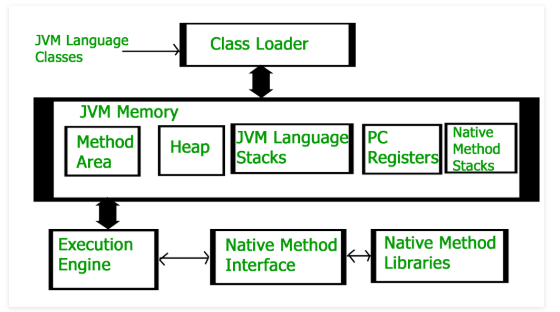 JVM Language
Classes
Class Loader
JVM Memory
Method
Area
Heap
JVM Language
Stacks
PC
Registers
Native
Method
Stacks
Execution
Engine
Native Method
Interface
Native Method
Libraries